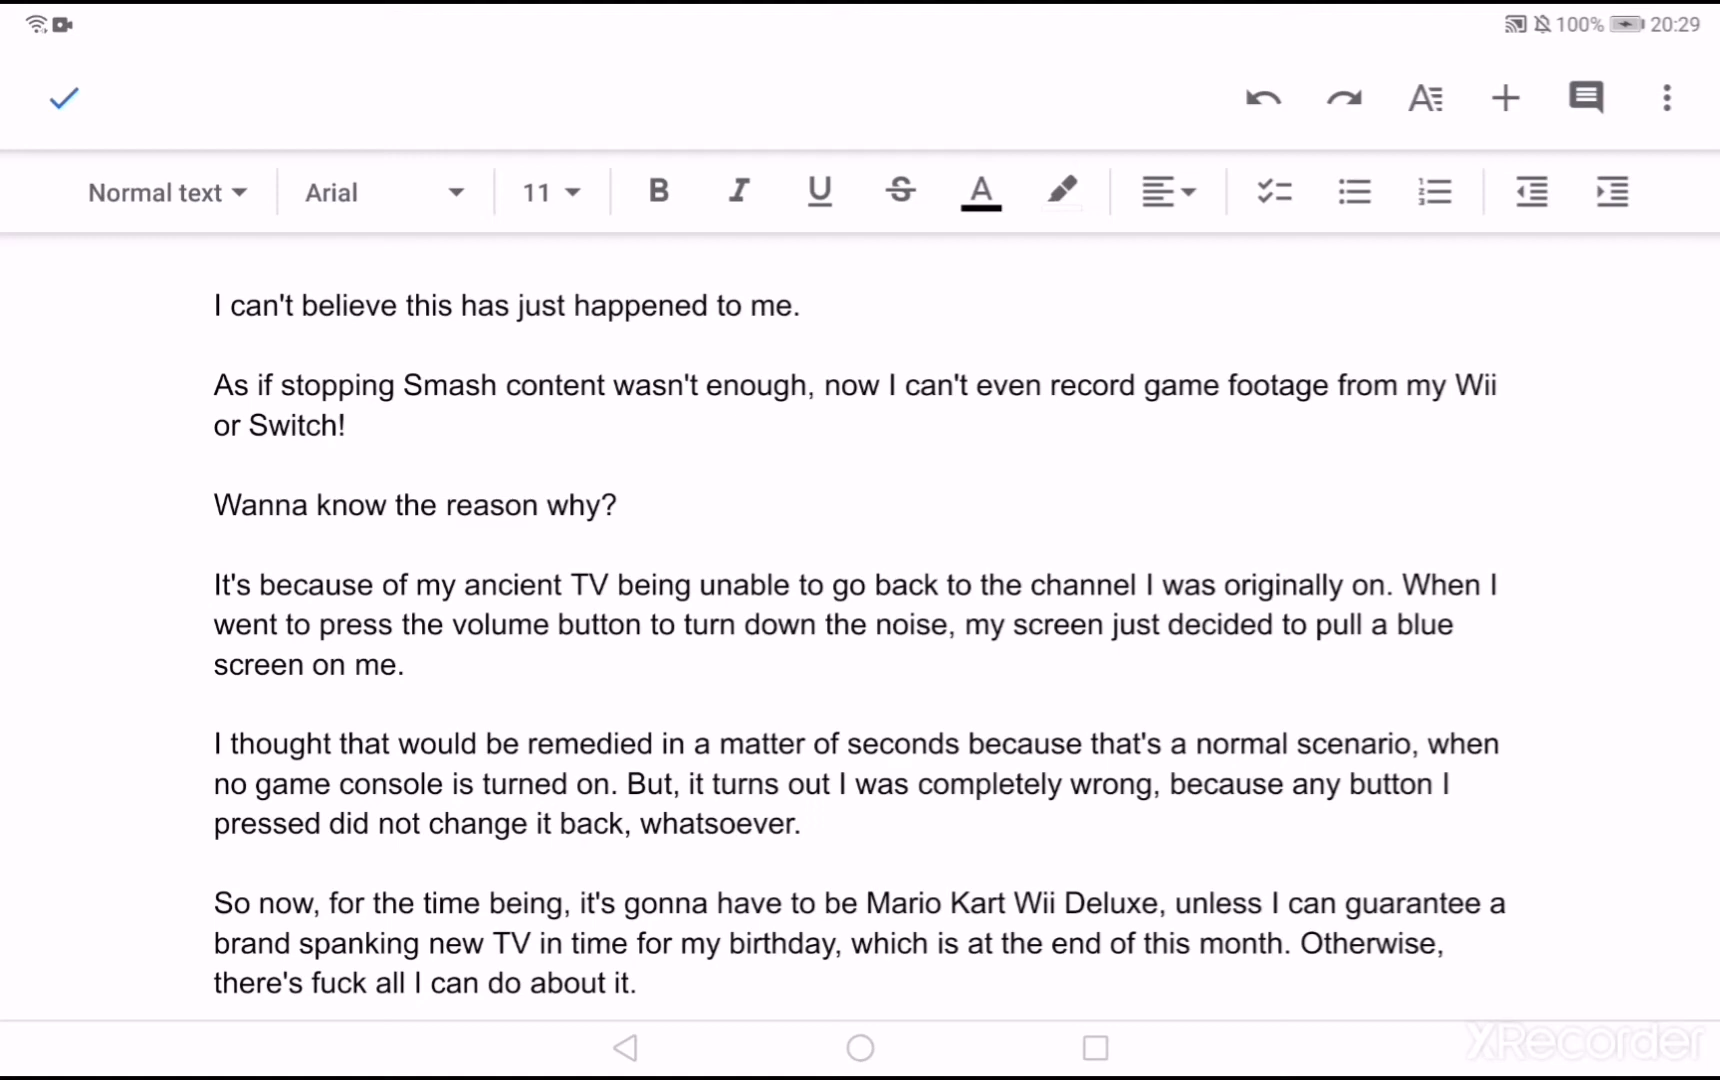 100% 20:29
Normal text Arial 11 B I U S A
I can't believe this has just happened to me.
As if stopping Smash content wasn't enough, now I can't even record game footage from my Wii
or Switch!
Wanna know the reason why?
It's because of my ancient TV being unable to go back to the channel I was originally on. When I
went to press the volume button to turn down the noise, my screen just decided to pull a blue
screen on me.
I thought that would be remedied in a matter of seconds because that's a normal scenario, when
no game console is turned on. But, it turns out I was completely wrong, because any button I
pressed did not change it back, whatsoever.
So now, for the time being, it's gonna have to be Mario Kart Wii Deluxe, unless I can guarantee a
brand spanking new TV in time for my birthday, which is at the end of this month. Otherwise,
there's fuck all I can do about it.
XRecorder